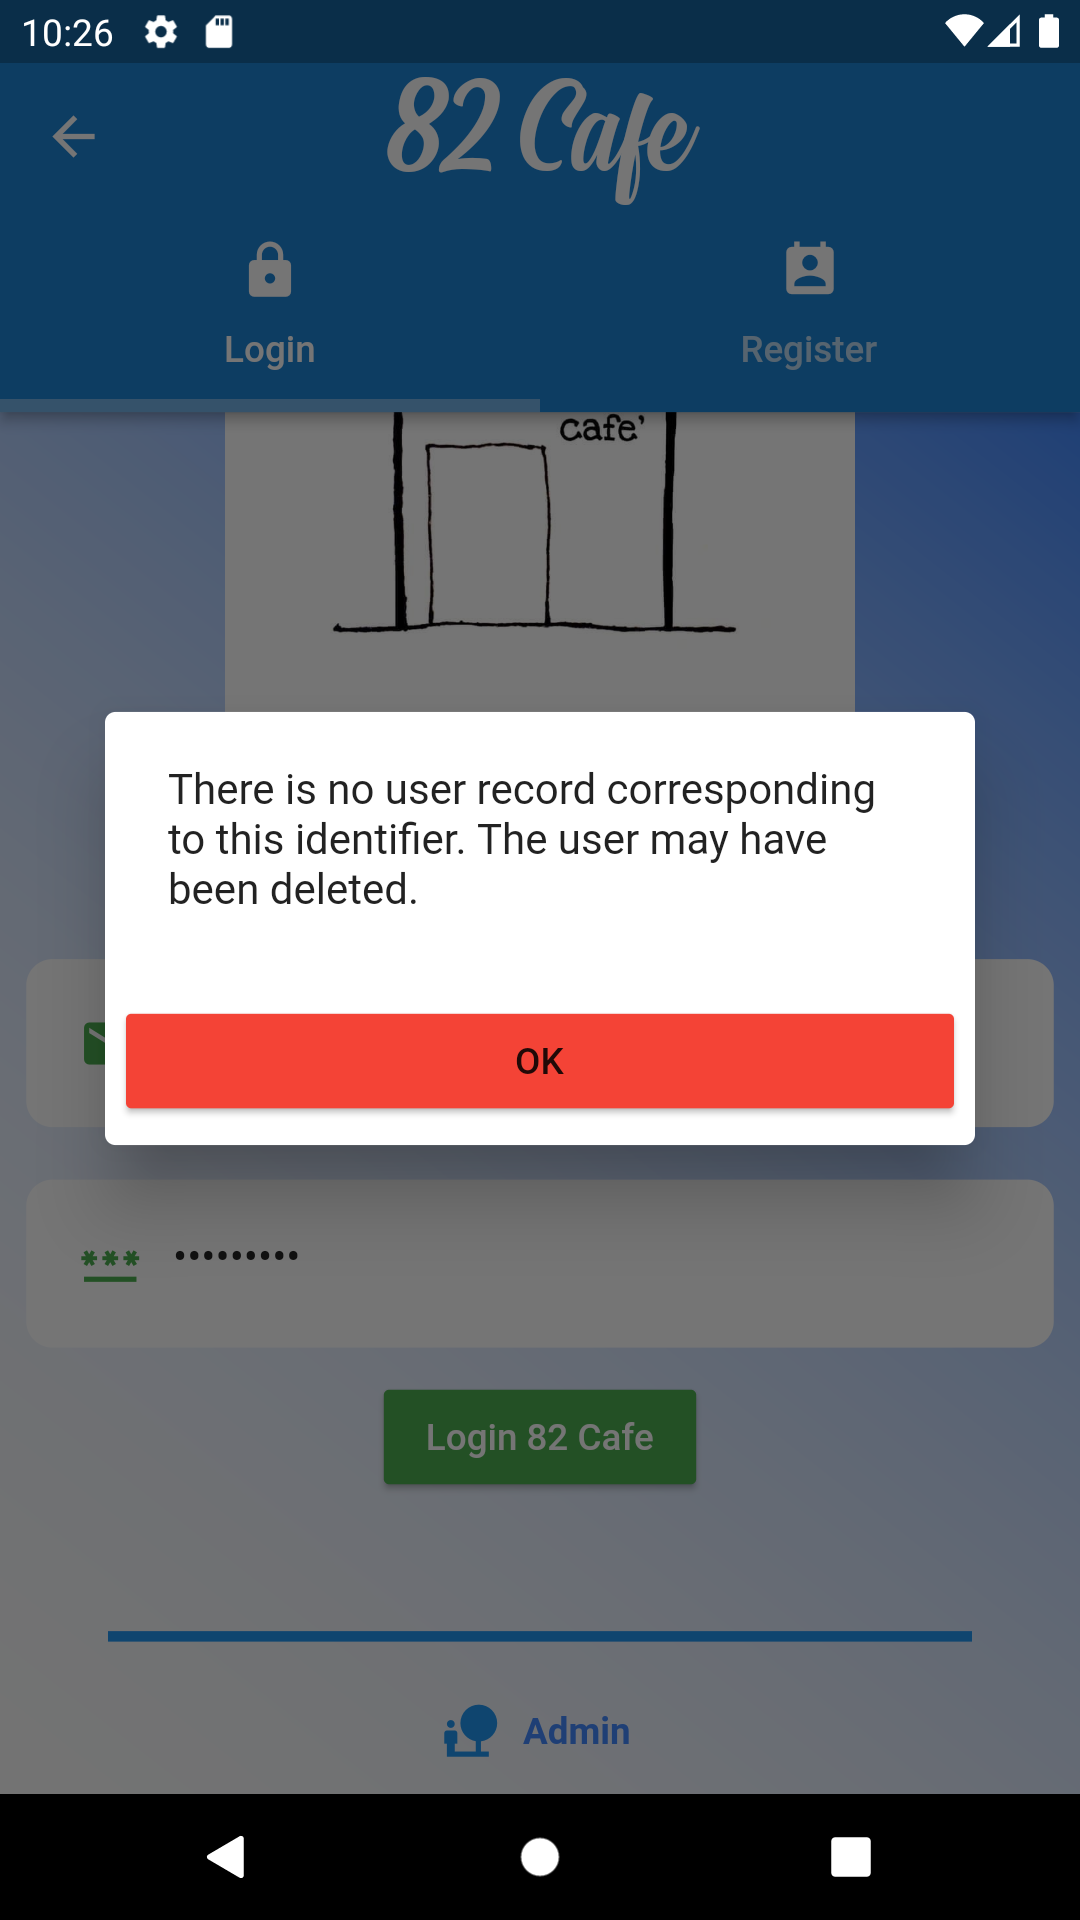 10:26
82 Cafe
Login
Register
cafe’
There is no user record corresponding
to this identifier. The user may have
been deleted.
OK
***
•••••••••
Login 82 Cafe
Admin